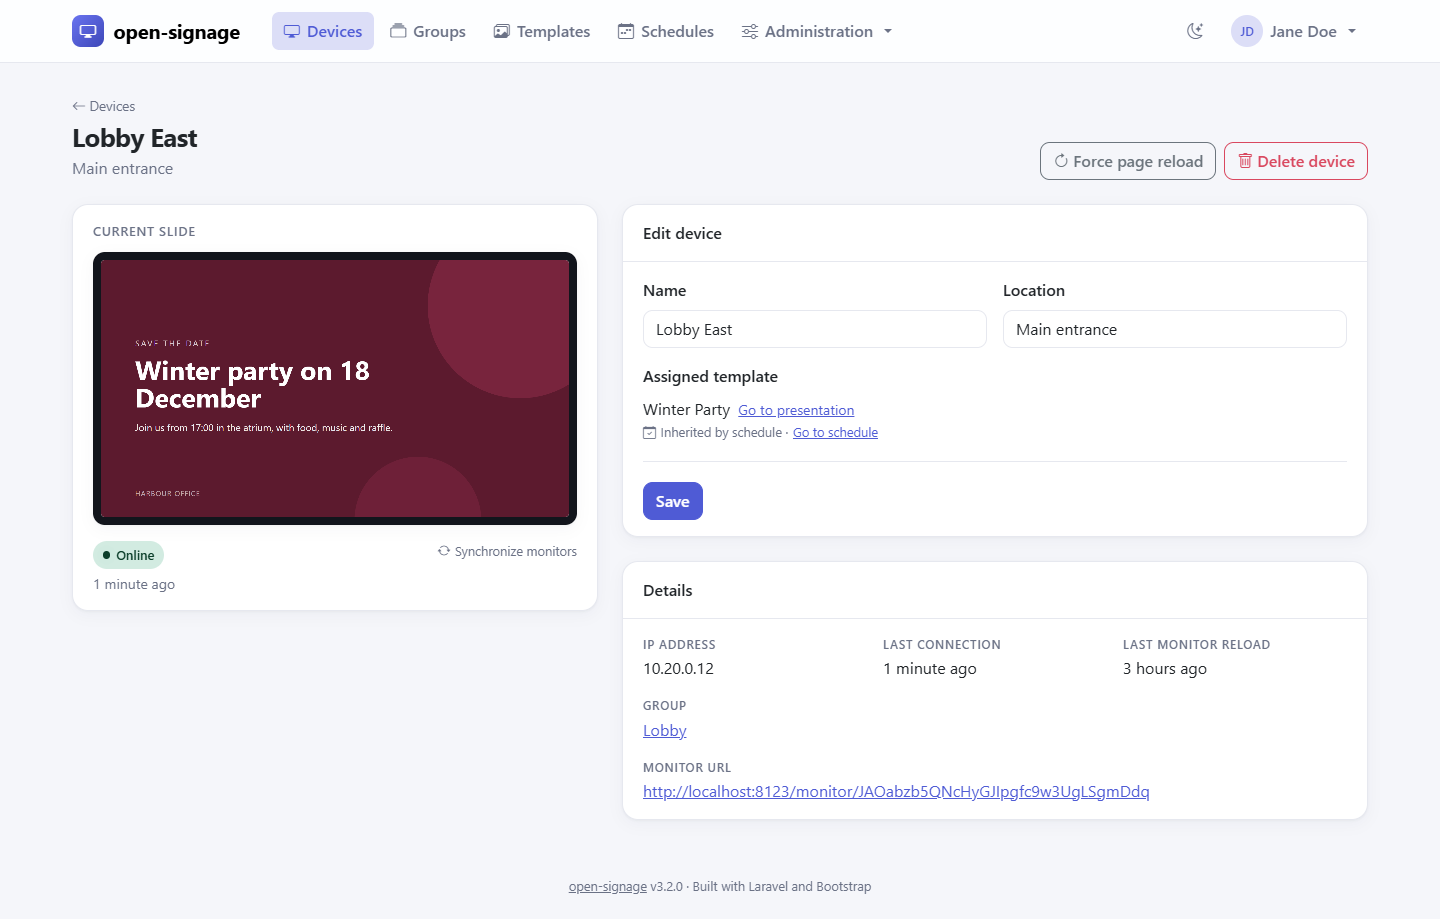 open-signage
Devices
Groups
Templates
Schedules
Administration
JD
Jane Doe
← Devices
Lobby East
Main entrance
Force page reload
Delete device
CURRENT SLIDE
SAVE THE DATE
Winter party on 18
December
Join us from 17:00 in the atrium, with food, music and raffle.
HARBOUR OFFICE
Online
Synchronize monitors
1 minute ago
Edit device
Name
Location
Lobby East
Main entrance
Assigned template
Winter Party Go to presentation
Inherited by schedule · Go to schedule
Save
Details
IP ADDRESS
LAST CONNECTION
LAST MONITOR RELOAD
10.20.0.12
1 minute ago
3 hours ago
GROUP
Lobby
MONITOR URL
http://localhost:8123/monitor/JAOabzb5QNcHyGJIpgfc9w3UgLSgmDdq
open-signage v3.2.0 · Built with Laravel and Bootstrap